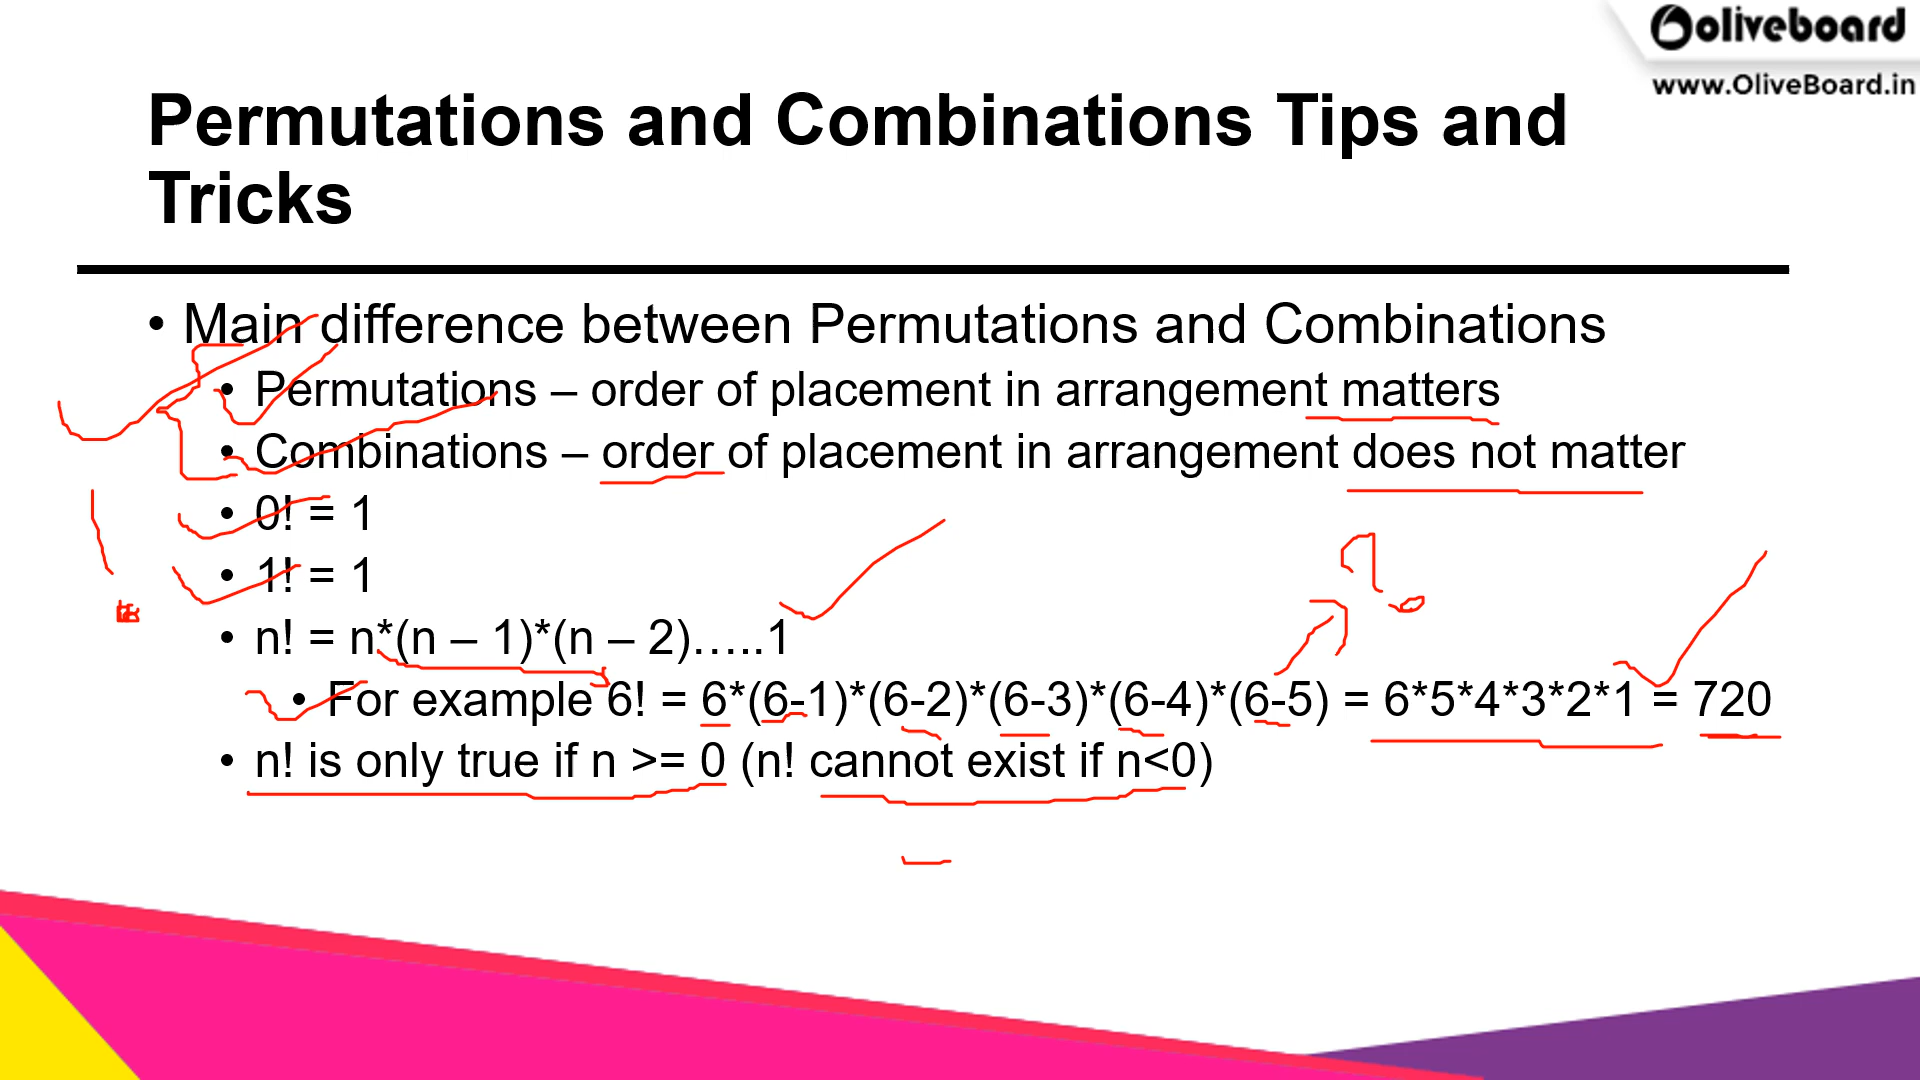 oliveboard
www.OliveBoard.in
Permutations and Combinations Tips and
Tricks
• Main difference between Permutations and Combinations
• Permutations – order of placement in arrangement matters
• Combinations – order of placement in arrangement does not matter
• 0! = 1
• 1! = 1
• n! = n*(n – 1)*(n – 2)…..1
• For example 6! = 6*(6-1)*(6-2)*(6-3)*(6-4)*(6-5) = 6*5*4*3*2*1 = 720
• n! is only true if n >= 0 (n! cannot exist if n<0)